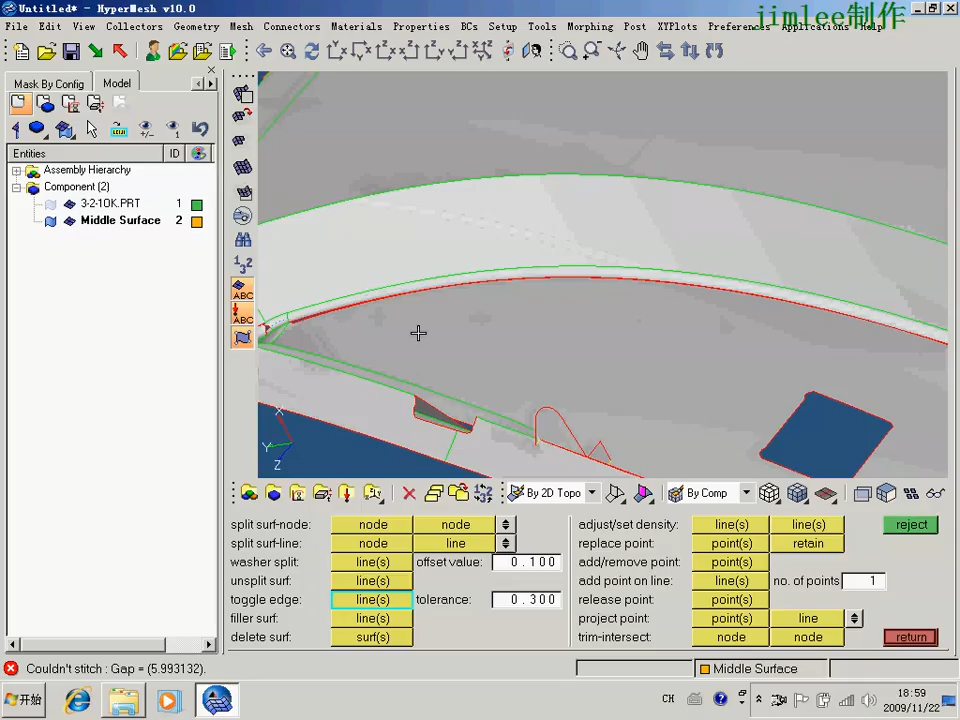 Untitled* - HyperMesh v10.0
jimlee制作
File Edit View Collectors Geometry Mesh Connectors Materials Properties BCs Setup Tools Morphing Post XYPlots Preferences Applications Help
Mask By Config Model
Entities ID
Assembly Hierarchy
Component (2)
3-2-1OK.PRT 1
Middle Surface 2
1 2 3
ABC
ABC
X
Y
Z
By 2D Topo By Comp
split surf-node: node node adjust/set density: line(s) line(s) reject
split surf-line: node line replace point: point(s) retain
washer split: line(s) offset value: 0.100 add/remove point: point(s)
unsplit surf: line(s) add point on line: line(s) no. of points 1
toggle edge: line(s) tolerance: 0.300 release point: point(s)
filler surf: line(s) project point: point(s) line
delete surf: surf(s) trim-intersect: node node return
Couldn't stitch : Gap = (5.993132). Middle Surface
开始 CH 18:59
2009/11/22